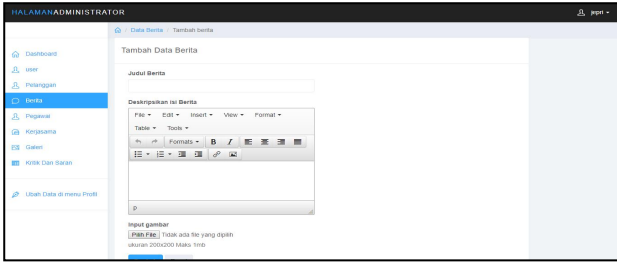 HALAMANADMINISTRATOR
jepri
/ Data Berita / Tambah berita
Dashboard
user
Pelanggan
Berita
Pegawai
Kerjasama
Galeri
Kritik Dan Saran
Ubah Data di menu Profil
Tambah Data Berita
Judul Berita
Deskripsikan isi Berita
File Edit Insert View Format
Table Tools
Formats B I
p
Input gambar
Pilih File Tidak ada file yang dipilih
ukuran 200x200 Maks 1mb